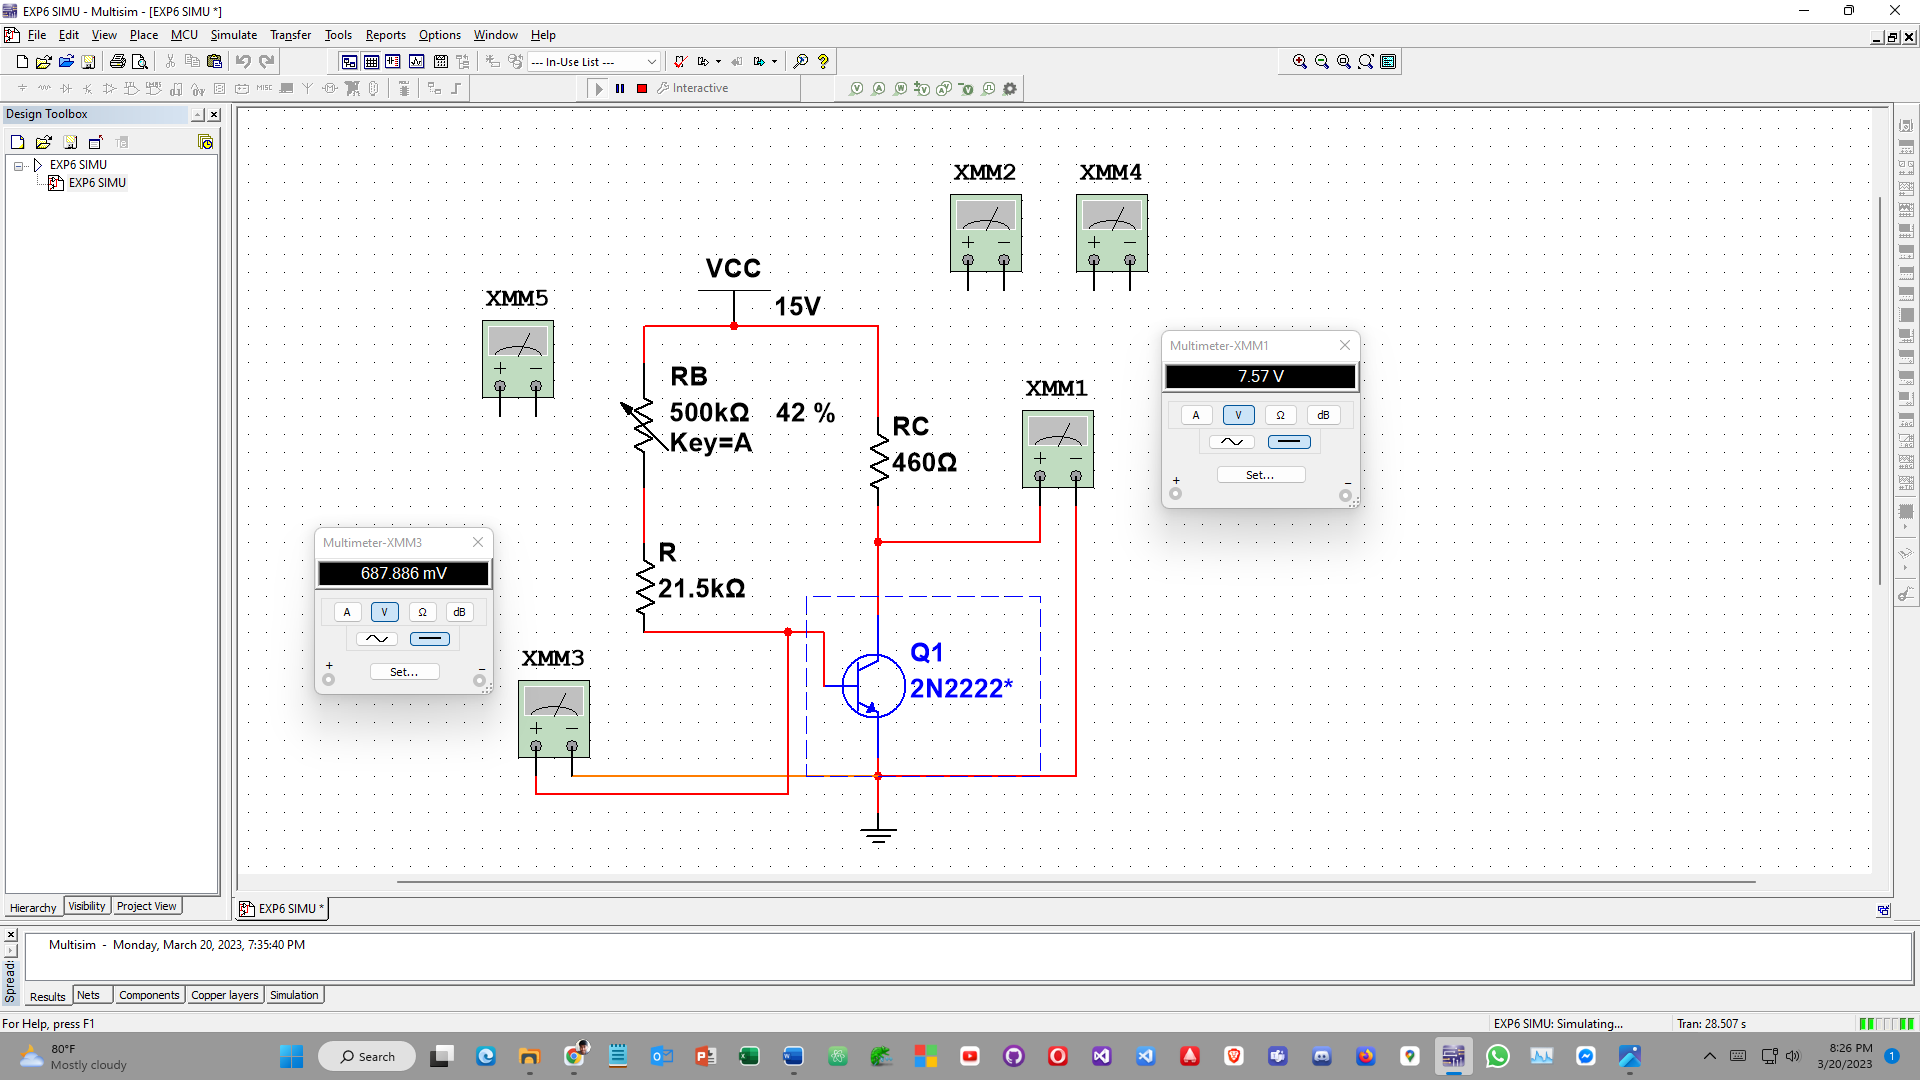 EXP6 SIMU - Multisim - [EXP6 SIMU *]
File Edit View Place MCU Simulate Transfer Tools Reports Options Window Help
--- In-Use List ---
Interactive
Design Toolbox
EXP6 SIMU
EXP6 SIMU
XMM2 XMM4
VCC
15V
XMM5
RB
500kΩ 42 %
Key=A
RC
460Ω
XMM1
Multimeter-XMM1
7.57 V
A V Ω dB
Set...
+ −
Multimeter-XMM3
687.886 mV
A V Ω dB
Set...
+ −
R
21.5kΩ
XMM3
Q1
2N2222*
Hierarchy Visibility Project View
EXP6 SIMU *
Multisim - Monday, March 20, 2023, 7:35:40 PM
Spread:
Results Nets Components Copper layers Simulation
For Help, press F1
EXP6 SIMU: Simulating... Tran: 28.507 s
80°F
Mostly cloudy
Search
8:26 PM
3/20/2023
1